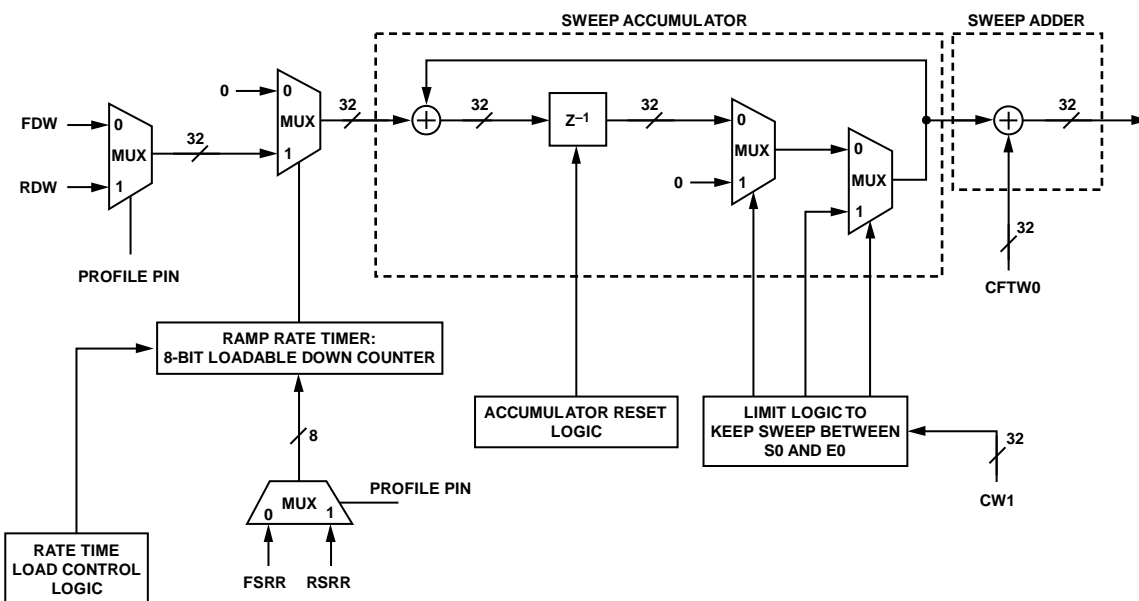 SWEEP ACCUMULATOR
SWEEP ADDER
0
0
MUX
1
32
32
Z–1
32
0
MUX
1
0
0
MUX
1
32
FDW
0
MUX
RDW
1
32
PROFILE PIN
32
CFTW0
RAMP RATE TIMER:
8-BIT LOADABLE DOWN COUNTER
ACCUMULATOR RESET
LOGIC
LIMIT LOGIC TO
KEEP SWEEP BETWEEN
S0 AND E0
32
CW1
8
PROFILE PIN
MUX
0
1
FSRR
RSRR
RATE TIME
LOAD CONTROL
LOGIC